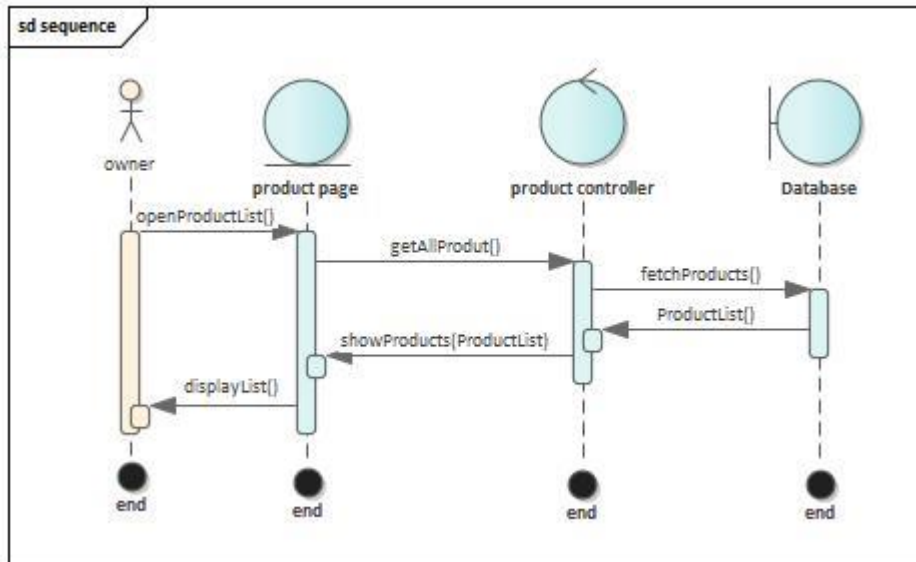 sd sequence
owner
product page
product controller
Database
openProductList()
getAllProdut()
fetchProducts()
ProductList()
showProducts(ProductList)
displayList()
end
end
end
end